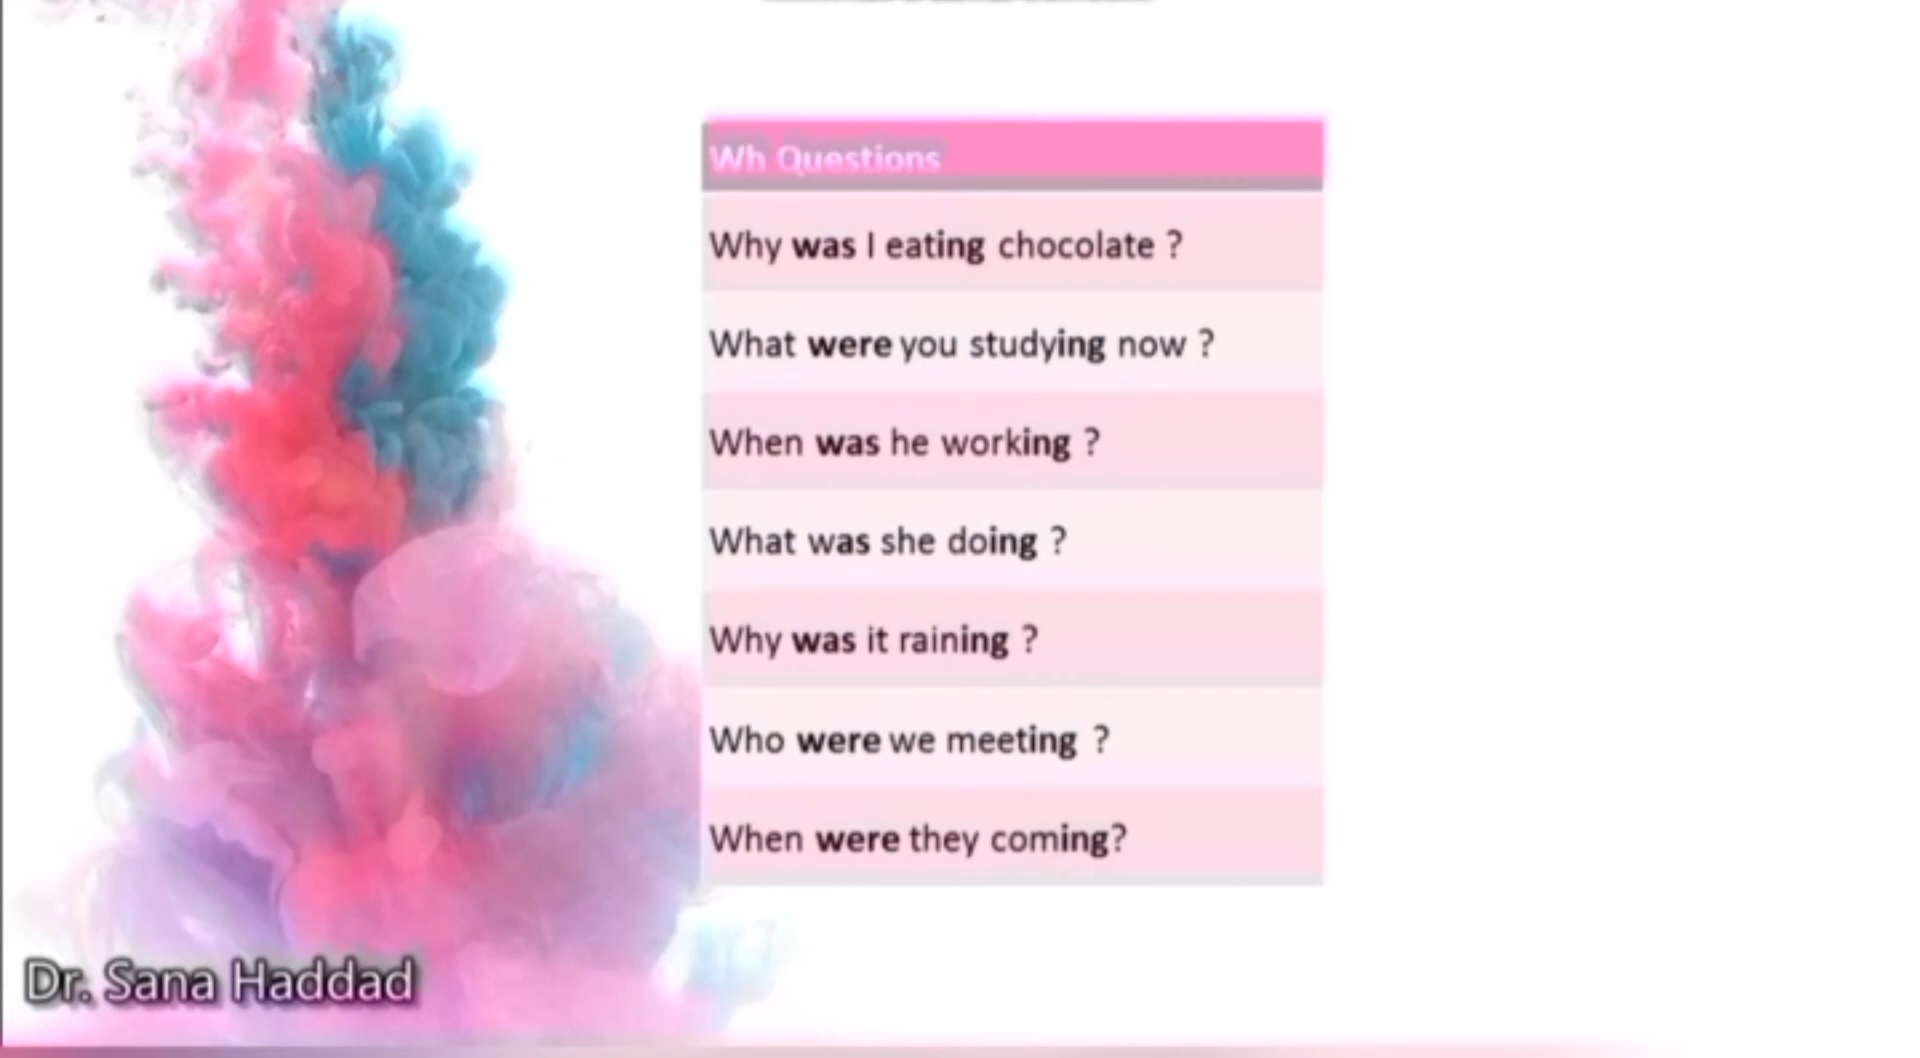 Wh Questions
Why was I eating chocolate ?
What were you studying now ?
When was he working ?
What was she doing ?
Why was it raining ?
Who were we meeting ?
When were they coming?
Dr. Sana Haddad